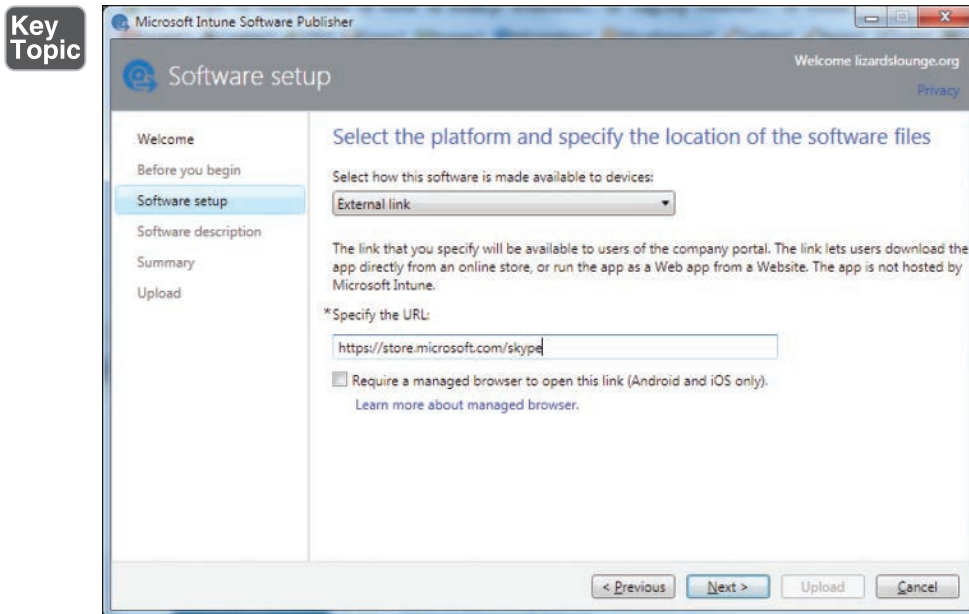 Key
Topic
Microsoft Intune Software Publisher
Software setup
Welcome lizardslounge.org
Privacy
Welcome
Before you begin
Software setup
Software description
Summary
Upload
Select the platform and specify the location of the software files
Select how this software is made available to devices:
External link
The link that you specify will be available to users of the company portal. The link lets users download the
app directly from an online store, or run the app as a Web app from a Website. The app is not hosted by
Microsoft Intune.
*Specify the URL:
https://store.microsoft.com/skype
Require a managed browser to open this link (Android and iOS only).
Learn more about managed browser.
< Previous
Next >
Upload
Cancel